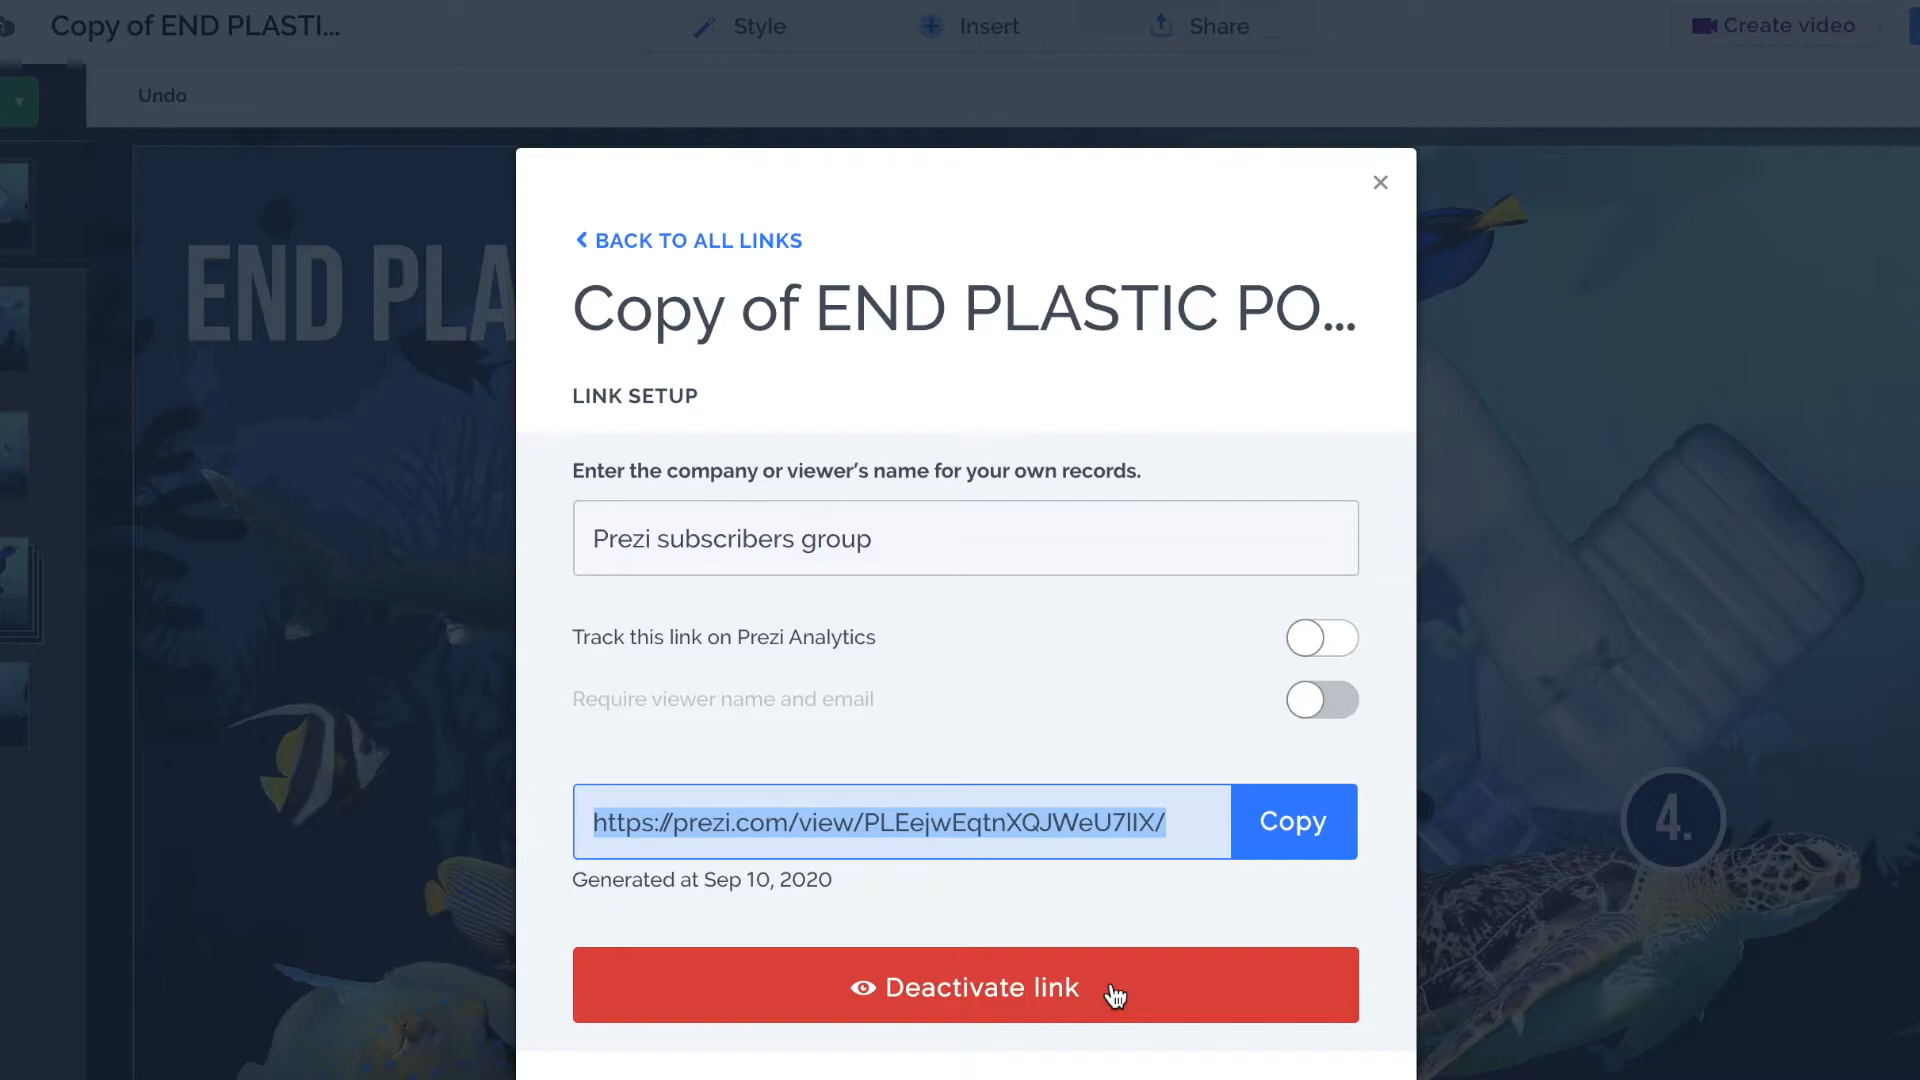 Copy of END PLASTI...
Style
Insert
Share
Create video
Undo
END PLA
BACK TO ALL LINKS
Copy of END PLASTIC PO...
LINK SETUP
Enter the company or viewer's name for your own records.
Prezi subscribers group
Track this link on Prezi Analytics
Require viewer name and email
https://prezi.com/view/PLEejwEqtnXQJWeU7lIX/
Copy
Generated at Sep 10, 2020
4.
Deactivate link